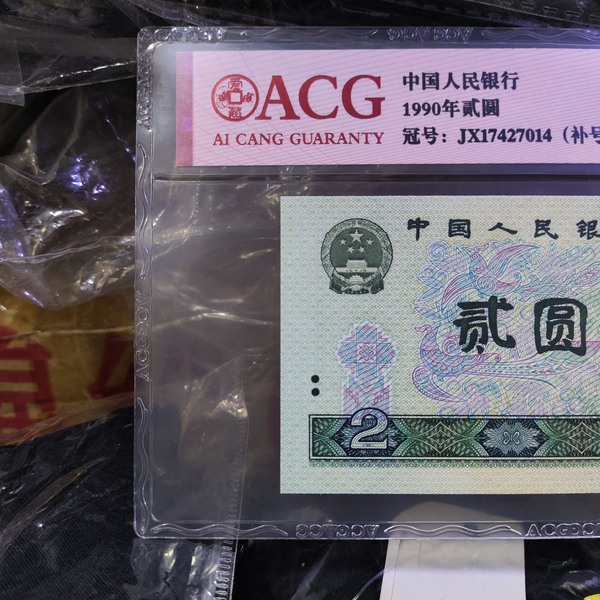 ACG
AI CANG GUARANTY
中国人民银行
1990年贰圆
冠号：JX17427014（补号
中国人民银
贰圆
2